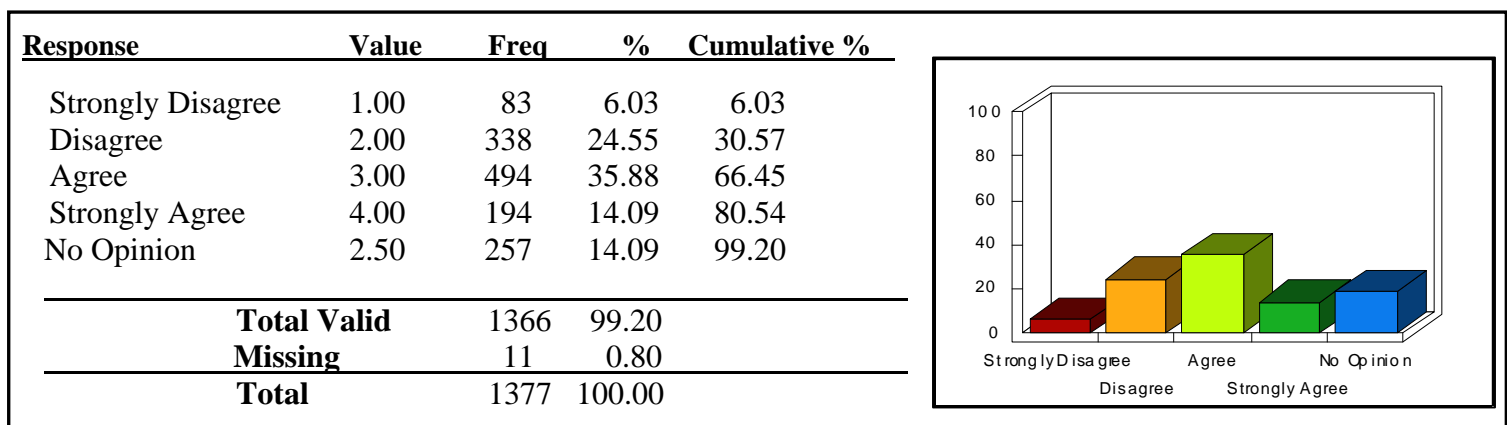 Response Value Freq % Cumulative %
Strongly Disagree 1.00 83 6.03 6.03
Disagree 2.00 338 24.55 30.57
Agree 3.00 494 35.88 66.45
Strongly Agree 4.00 194 14.09 80.54
No Opinion 2.50 257 14.09 99.20
Total Valid 1366 99.20
Missing 11 0.80
Total 1377 100.00
100
80
60
40
20
0
Strongly Disagree Agree No Opinion
Disagree Strongly Agree